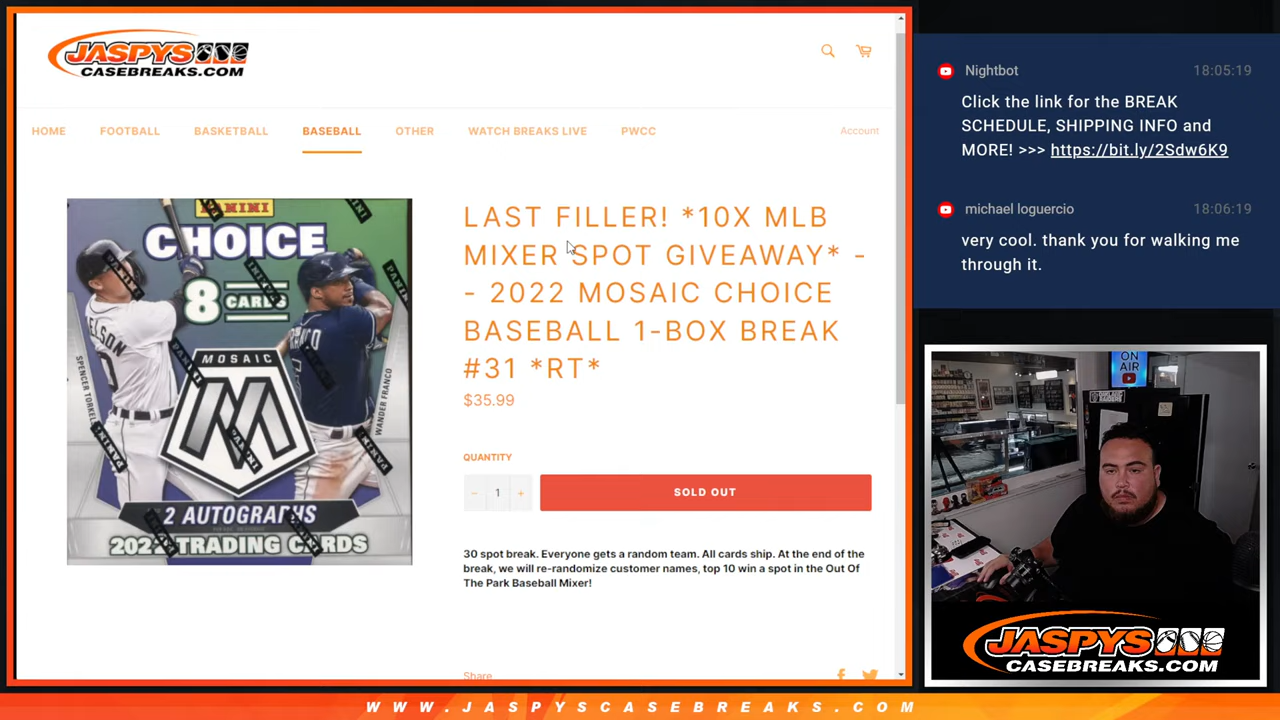 JASPYS
CASEBREAKS.COM
HOME
FOOTBALL
BASKETBALL
BASEBALL
OTHER
WATCH BREAKS LIVE
PWCC
Account
PANINI
CHOICE
8 CARDS
MOSAIC
M
SPENCER TORKELSON
WANDER FRANCO
2 AUTOGRAPHS
2022 TRADING CARDS
LAST FILLER! *10X MLB
MIXER SPOT GIVEAWAY* -
- 2022 MOSAIC CHOICE
BASEBALL 1-BOX BREAK
#31 *RT*
$35.99
QUANTITY
− 1 +
SOLD OUT
30 spot break. Everyone gets a random team. All cards ship. At the end of the
break, we will re-randomize customer names, top 10 win a spot in the Out Of
The Park Baseball Mixer!
Share
Nightbot 18:05:19
Click the link for the BREAK
SCHEDULE, SHIPPING INFO and
MORE! >>> https://bit.ly/2Sdw6K9
michael loguercio 18:06:19
very cool. thank you for walking me
through it.
ON
AIR
JASPYS
CASEBREAKS.COM
WWW.JASPYSCASEBREAKS.COM